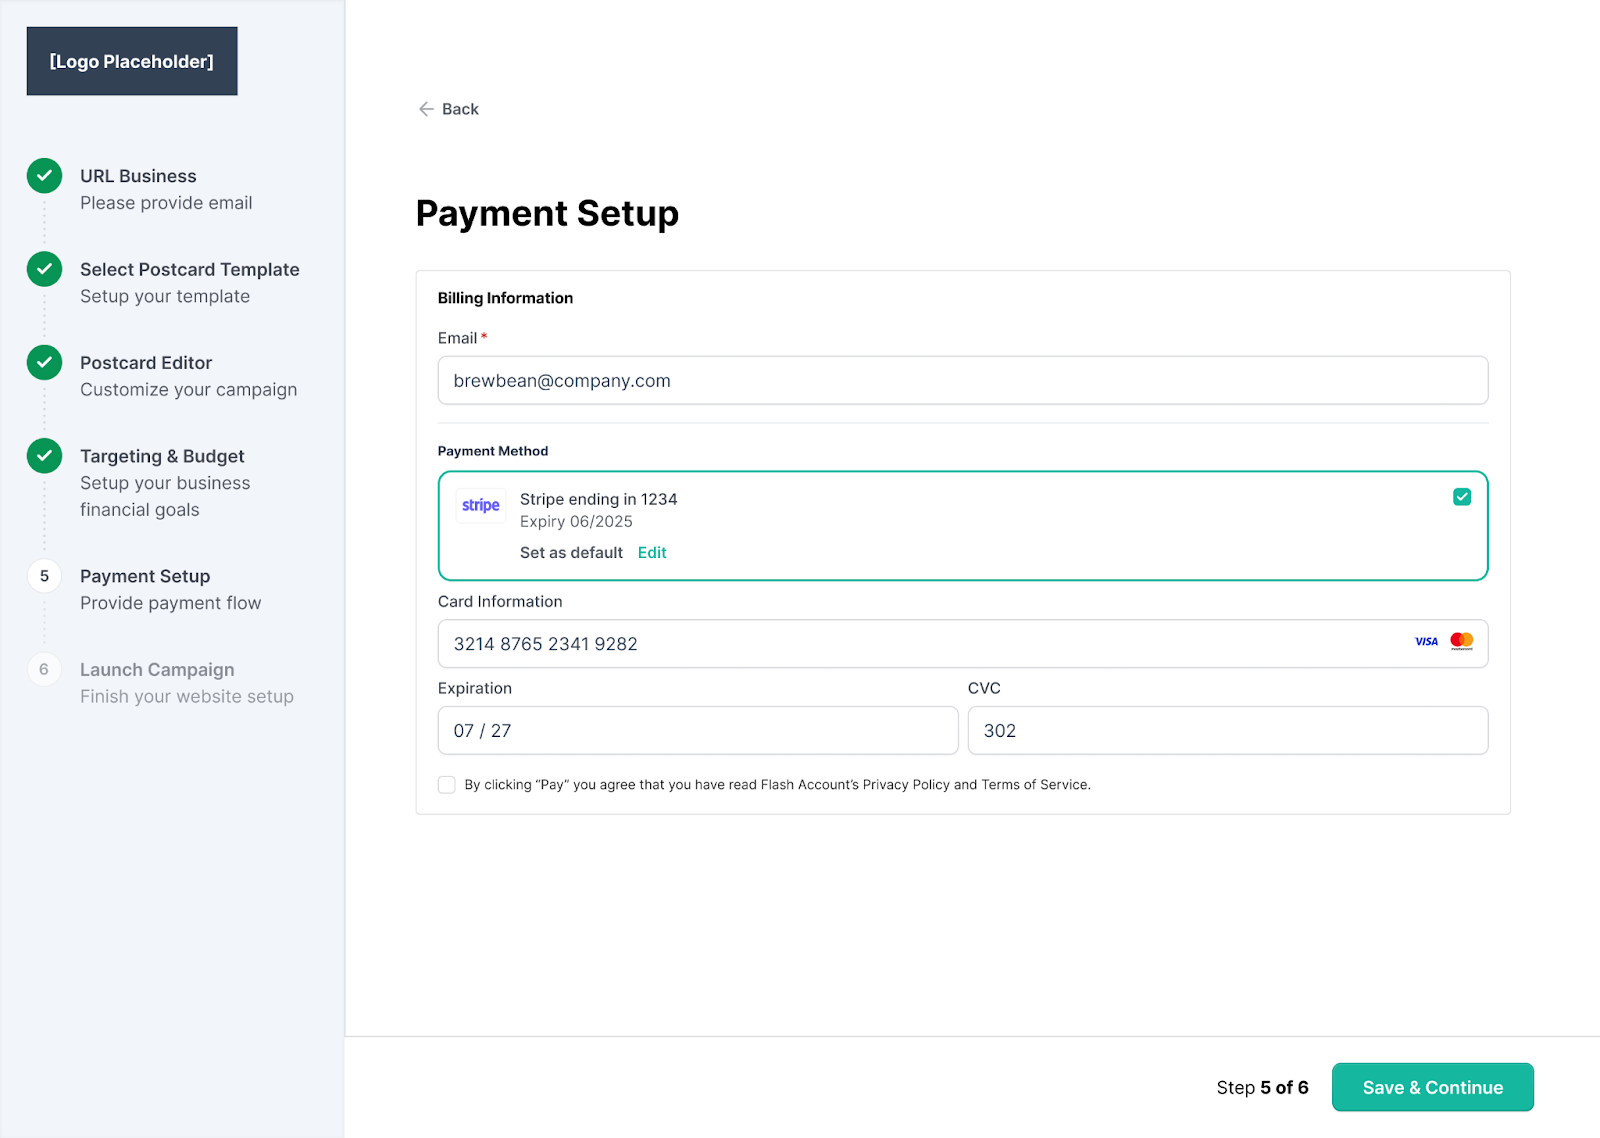 [Logo Placeholder]
URL Business
Please provide email
Select Postcard Template
Setup your template
Postcard Editor
Customize your campaign
Targeting & Budget
Setup your business
financial goals
5
Payment Setup
Provide payment flow
6
Launch Campaign
Finish your website setup
Back
Payment Setup
Billing Information
Email *
brewbean@company.com
Payment Method
stripe
Stripe ending in 1234
Expiry 06/2025
Set as default Edit
Card Information
3214 8765 2341 9282 VISA
Expiration CVC
07 / 27 302
By clicking “Pay” you agree that you have read Flash Account’s Privacy Policy and Terms of Service.
Step 5 of 6 Save & Continue